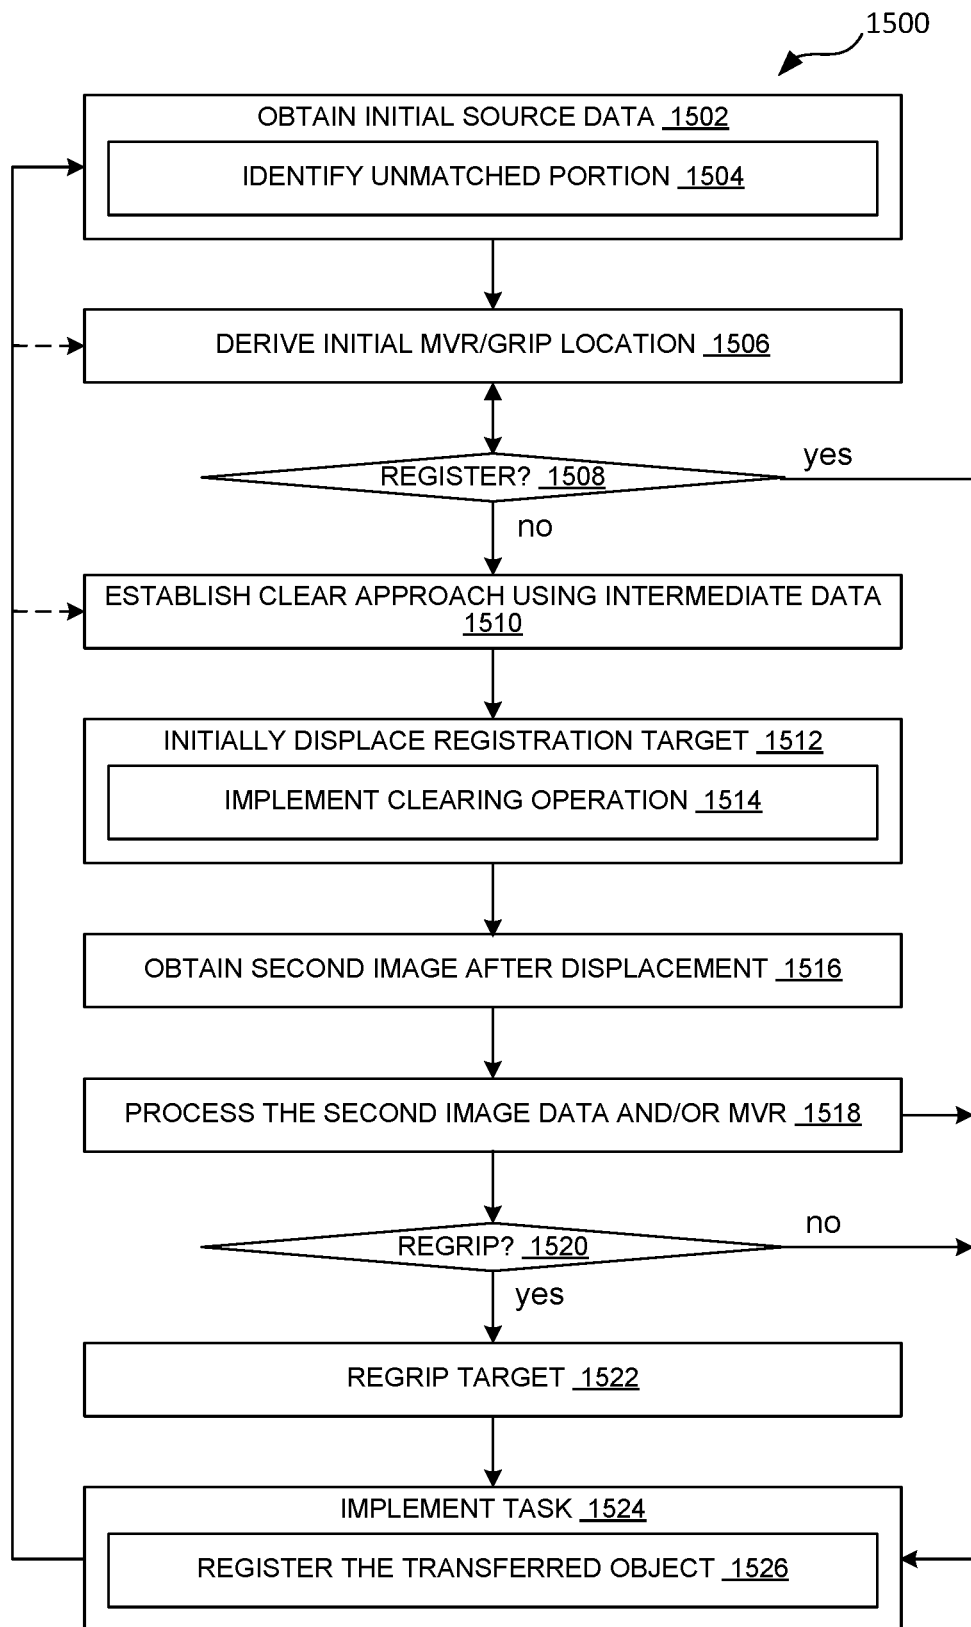 1500
OBTAIN INITIAL SOURCE DATA 1502
IDENTIFY UNMATCHED PORTION 1504
DERIVE INITIAL MVR/GRIP LOCATION 1506
REGISTER? 1508
yes
no
ESTABLISH CLEAR APPROACH USING INTERMEDIATE DATA
1510
INITIALLY DISPLACE REGISTRATION TARGET 1512
IMPLEMENT CLEARING OPERATION 1514
OBTAIN SECOND IMAGE AFTER DISPLACEMENT 1516
PROCESS THE SECOND IMAGE DATA AND/OR MVR 1518
REGRIP? 1520
no
yes
REGRIP TARGET 1522
IMPLEMENT TASK 1524
REGISTER THE TRANSFERRED OBJECT 1526